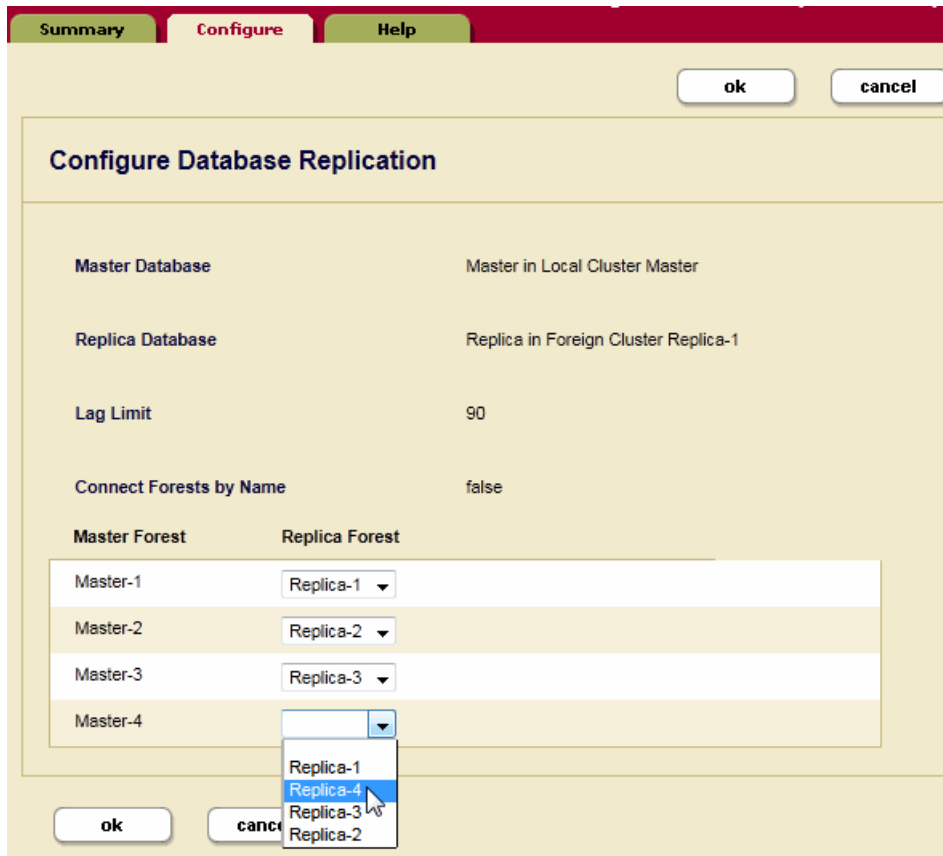 Summary Configure Help
ok cancel
Configure Database Replication
Master Database Master in Local Cluster Master
Replica Database Replica in Foreign Cluster Replica-1
Lag Limit 90
Connect Forests by Name false
Master Forest Replica Forest
Master-1 Replica-1
Master-2 Replica-2
Master-3 Replica-3
Master-4
Replica-1
Replica-4
Replica-3
Replica-2
ok canc